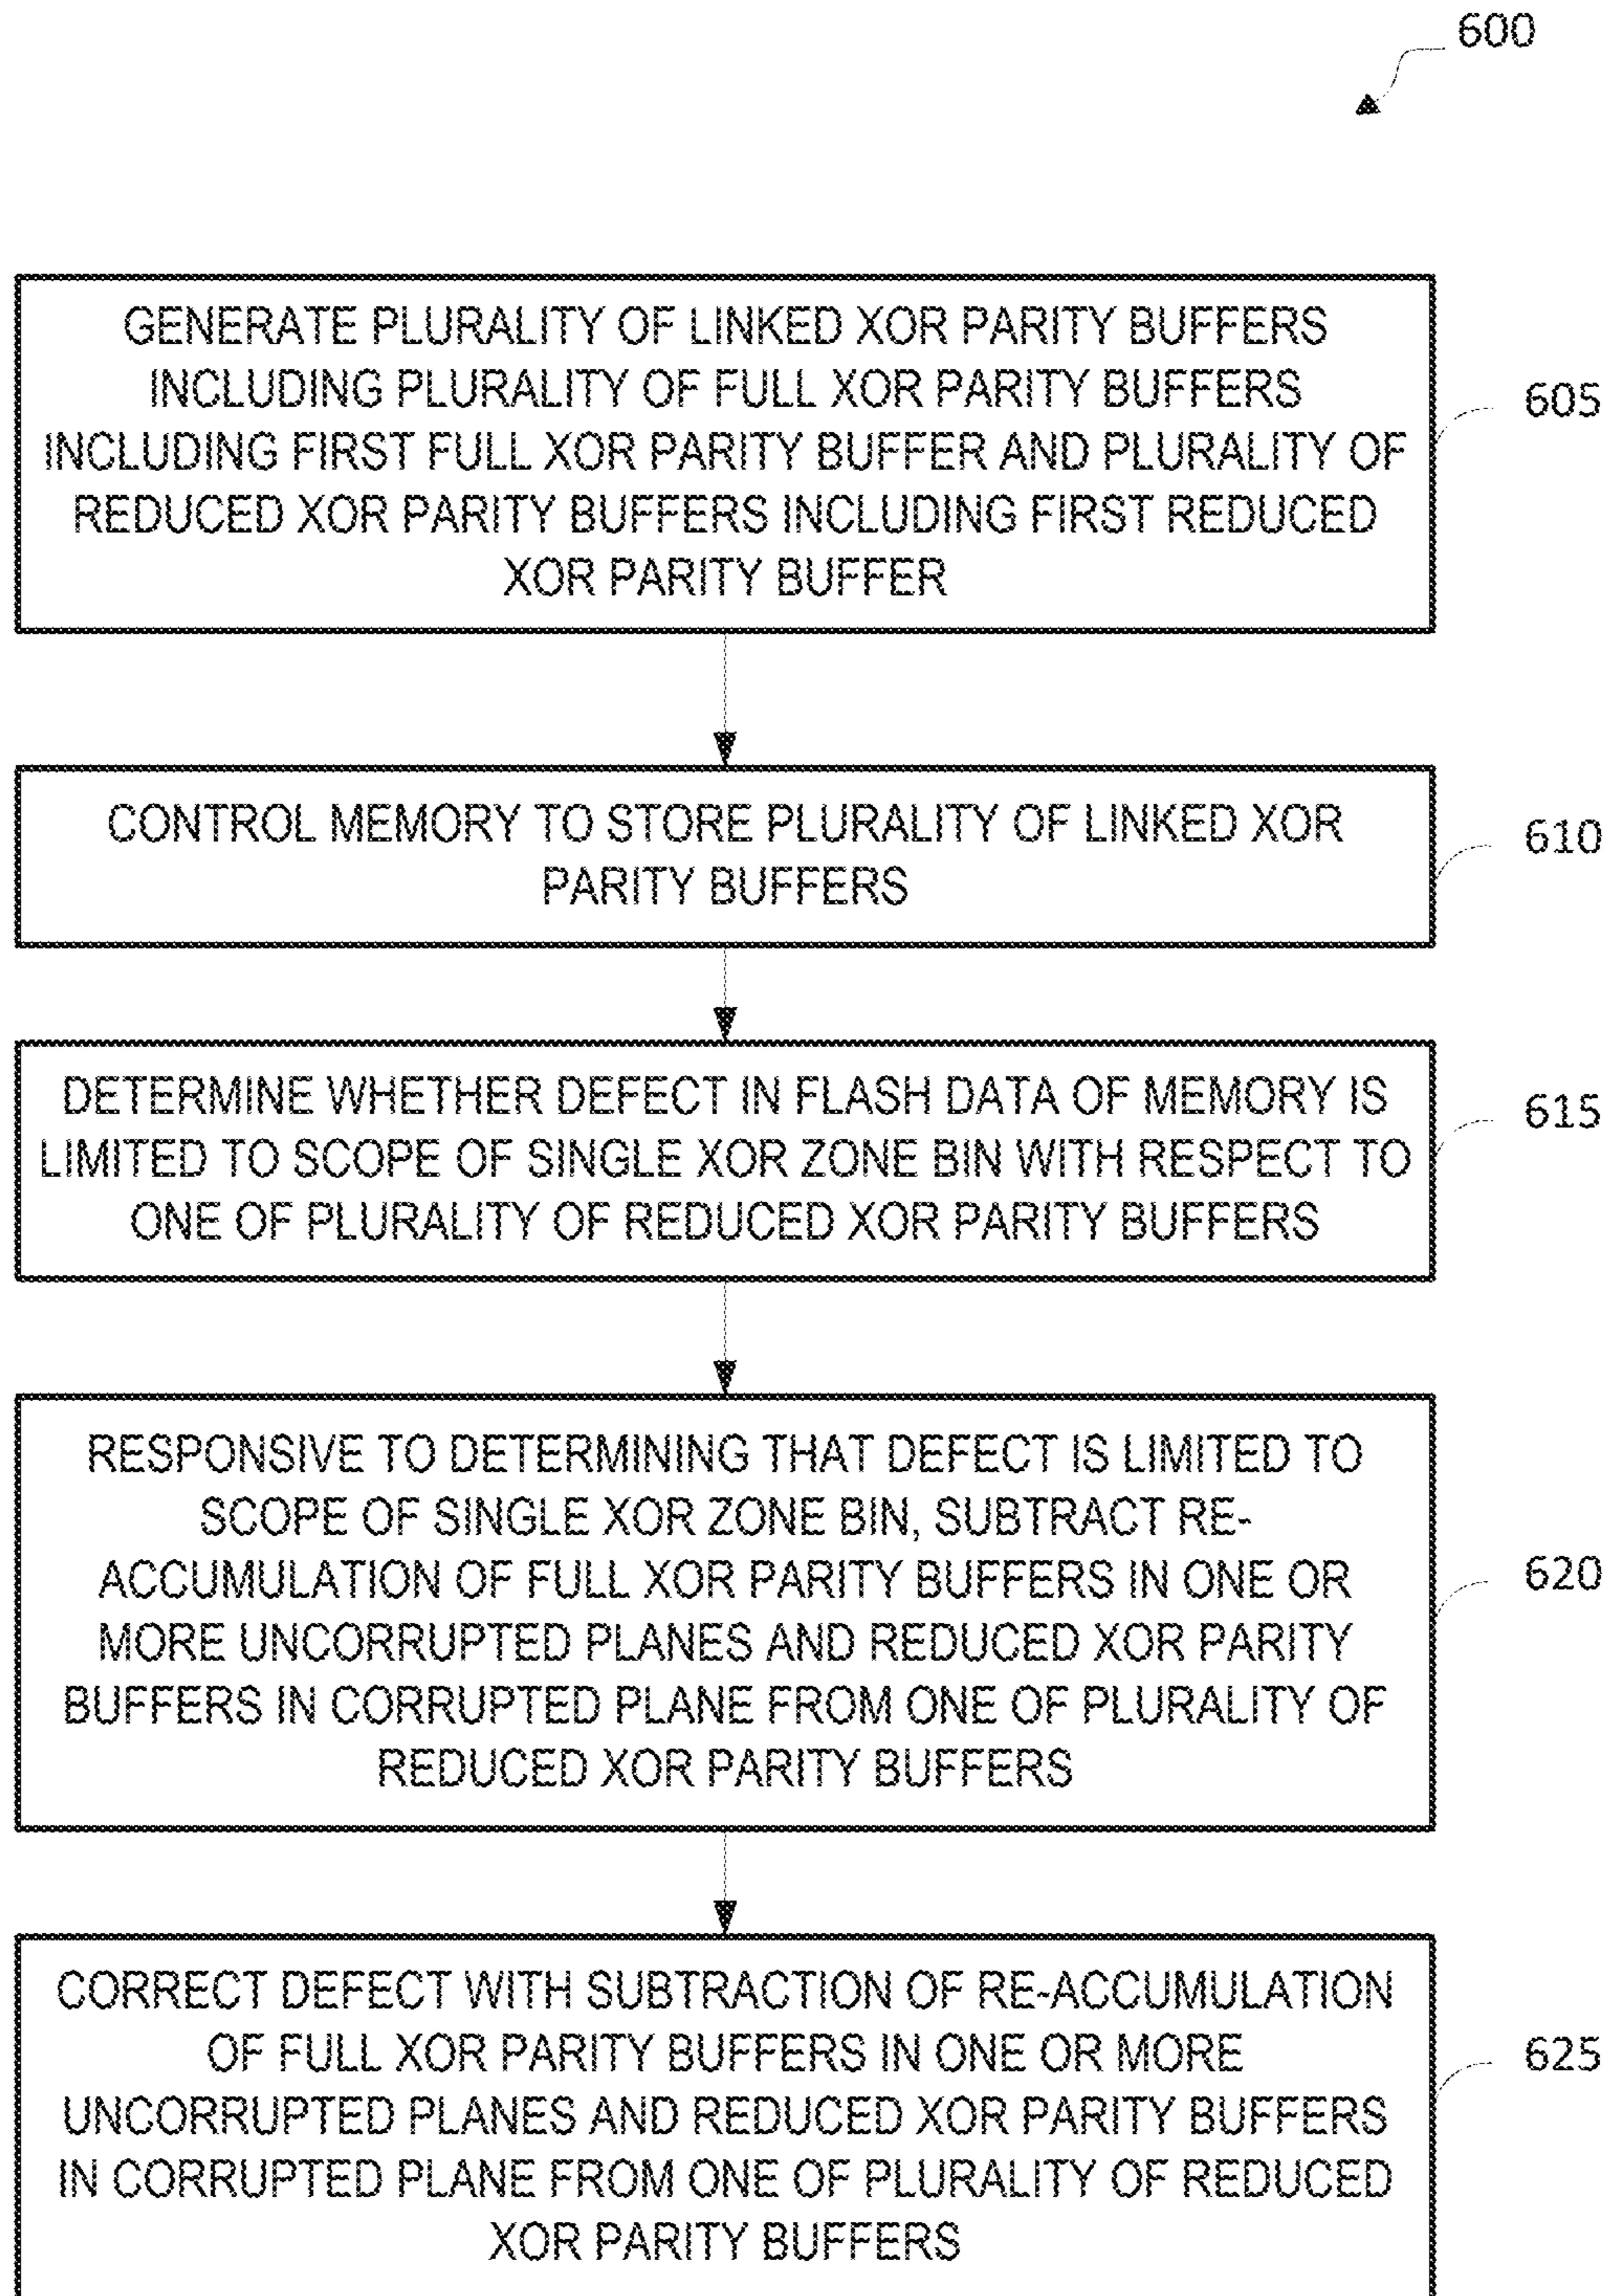 600
GENERATE PLURALITY OF LINKED XOR PARITY BUFFERS
INCLUDING PLURALITY OF FULL XOR PARITY BUFFERS
INCLUDING FIRST FULL XOR PARITY BUFFER AND PLURALITY OF
REDUCED XOR PARITY BUFFERS INCLUDING FIRST REDUCED
XOR PARITY BUFFER
605
CONTROL MEMORY TO STORE PLURALITY OF LINKED XOR
PARITY BUFFERS
610
DETERMINE WHETHER DEFECT IN FLASH DATA OF MEMORY IS
LIMITED TO SCOPE OF SINGLE XOR ZONE BIN WITH RESPECT TO
ONE OF PLURALITY OF REDUCED XOR PARITY BUFFERS
615
RESPONSIVE TO DETERMINING THAT DEFECT IS LIMITED TO
SCOPE OF SINGLE XOR ZONE BIN, SUBTRACT RE-
ACCUMULATION OF FULL XOR PARITY BUFFERS IN ONE OR
MORE UNCORRUPTED PLANES AND REDUCED XOR PARITY
BUFFERS IN CORRUPTED PLANE FROM ONE OF PLURALITY OF
REDUCED XOR PARITY BUFFERS
620
CORRECT DEFECT WITH SUBTRACTION OF RE-ACCUMULATION
OF FULL XOR PARITY BUFFERS IN ONE OR MORE
UNCORRUPTED PLANES AND REDUCED XOR PARITY BUFFERS
IN CORRUPTED PLANE FROM ONE OF PLURALITY OF REDUCED
XOR PARITY BUFFERS
625